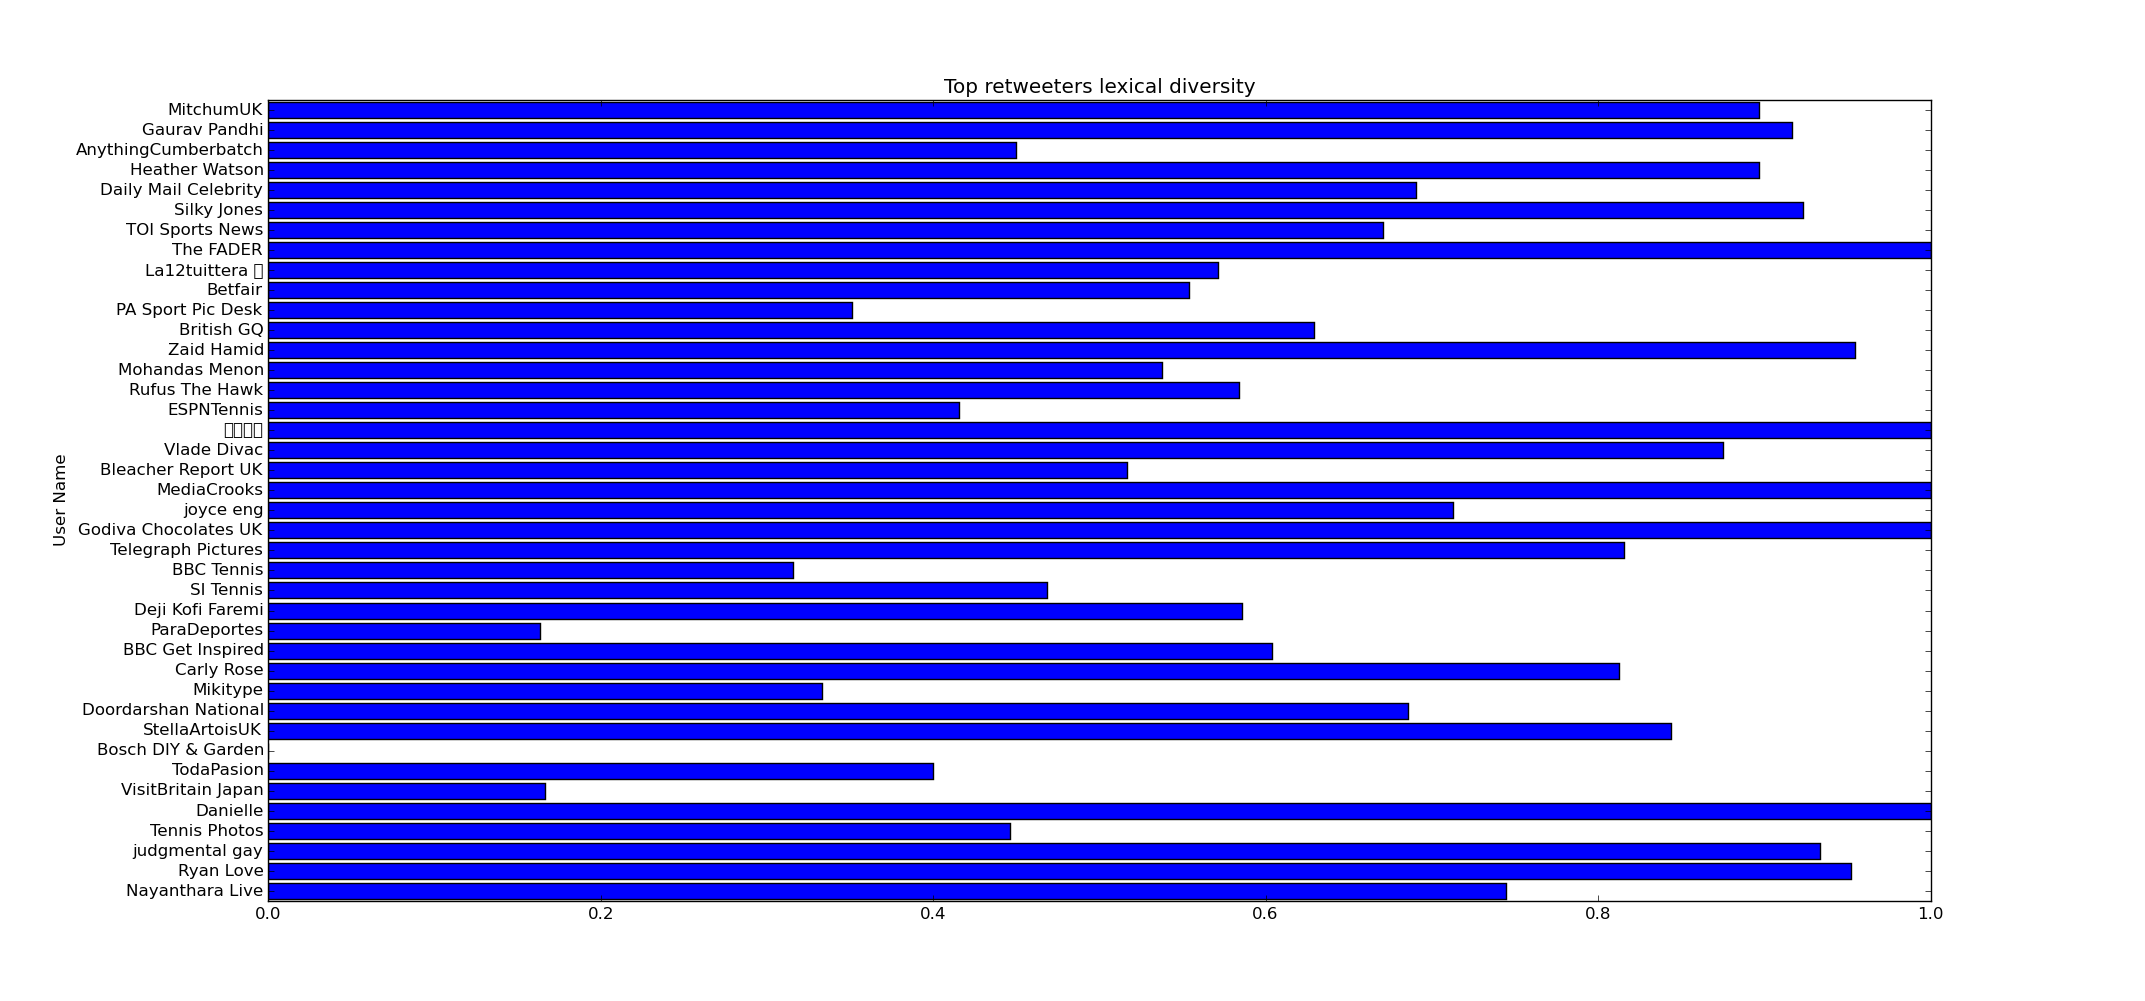 Top retweeters lexical diversity
User Name
MitchumUK
Gaurav Pandhi
AnythingCumberbatch
Heather Watson
Daily Mail Celebrity
Silky Jones
TOI Sports News
The FADER
La12tuittera
Betfair
PA Sport Pic Desk
British GQ
Zaid Hamid
Mohandas Menon
Rufus The Hawk
ESPNTennis
Vlade Divac
Bleacher Report UK
MediaCrooks
joyce eng
Godiva Chocolates UK
Telegraph Pictures
BBC Tennis
SI Tennis
Deji Kofi Faremi
ParaDeportes
BBC Get Inspired
Carly Rose
Mikitype
Doordarshan National
StellaArtoisUK
Bosch DIY & Garden
TodaPasion
VisitBritain Japan
Danielle
Tennis Photos
judgmental gay
Ryan Love
Nayanthara Live
0.0 0.2 0.4 0.6 0.8 1.0